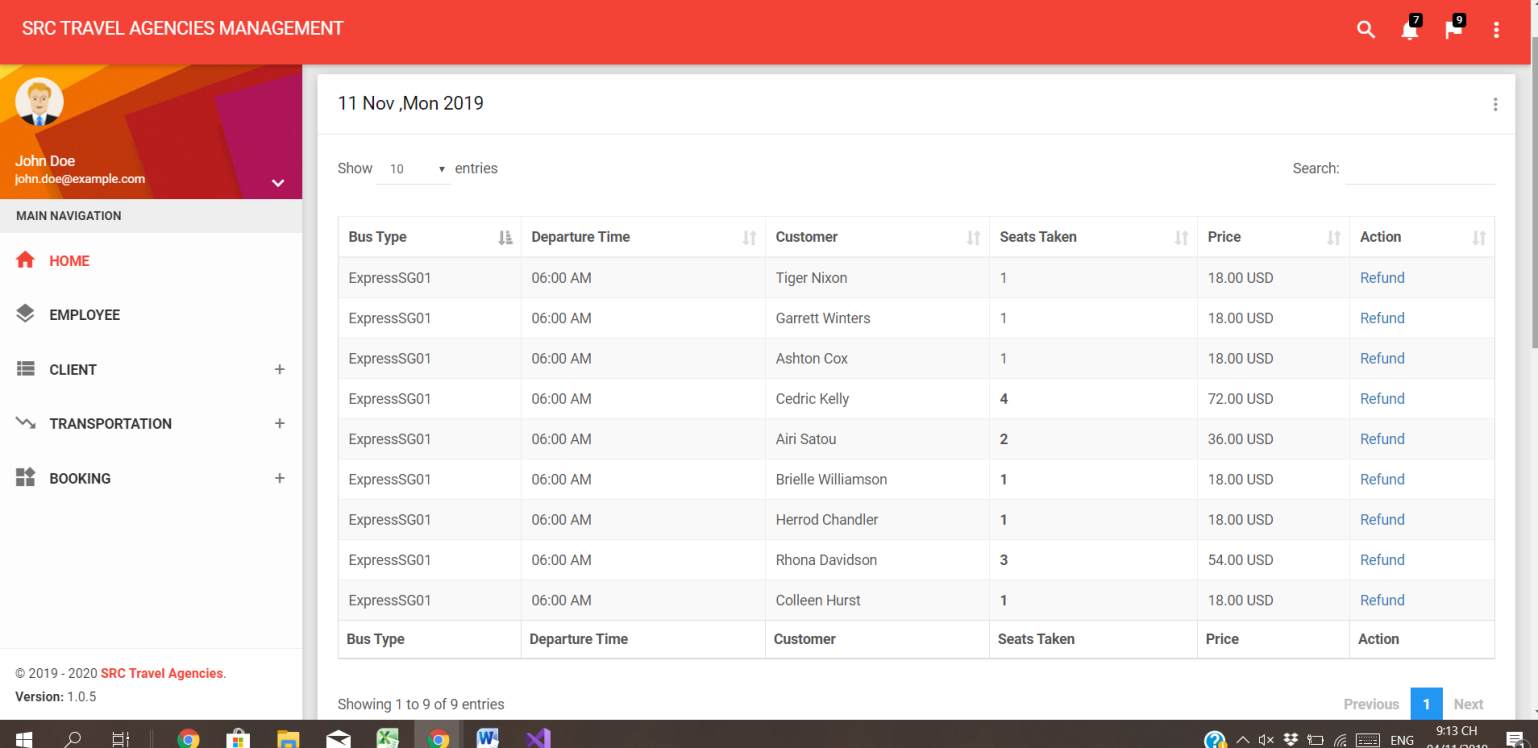 SRC TRAVEL AGENCIES MANAGEMENT
7
9
John Doe
john.doe@example.com
MAIN NAVIGATION
HOME
EMPLOYEE
CLIENT +
TRANSPORTATION +
BOOKING +
© 2019 - 2020 SRC Travel Agencies.
Version: 1.0.5
11 Nov ,Mon 2019
Show 10 entries
Search:
Bus Type Departure Time Customer Seats Taken Price Action
ExpressSG01 06:00 AM Tiger Nixon 1 18.00 USD Refund
ExpressSG01 06:00 AM Garrett Winters 1 18.00 USD Refund
ExpressSG01 06:00 AM Ashton Cox 1 18.00 USD Refund
ExpressSG01 06:00 AM Cedric Kelly 4 72.00 USD Refund
ExpressSG01 06:00 AM Airi Satou 2 36.00 USD Refund
ExpressSG01 06:00 AM Brielle Williamson 1 18.00 USD Refund
ExpressSG01 06:00 AM Herrod Chandler 1 18.00 USD Refund
ExpressSG01 06:00 AM Rhona Davidson 3 54.00 USD Refund
ExpressSG01 06:00 AM Colleen Hurst 1 18.00 USD Refund
Bus Type Departure Time Customer Seats Taken Price Action
Showing 1 to 9 of 9 entries
Previous 1 Next
ENG
9:13 CH